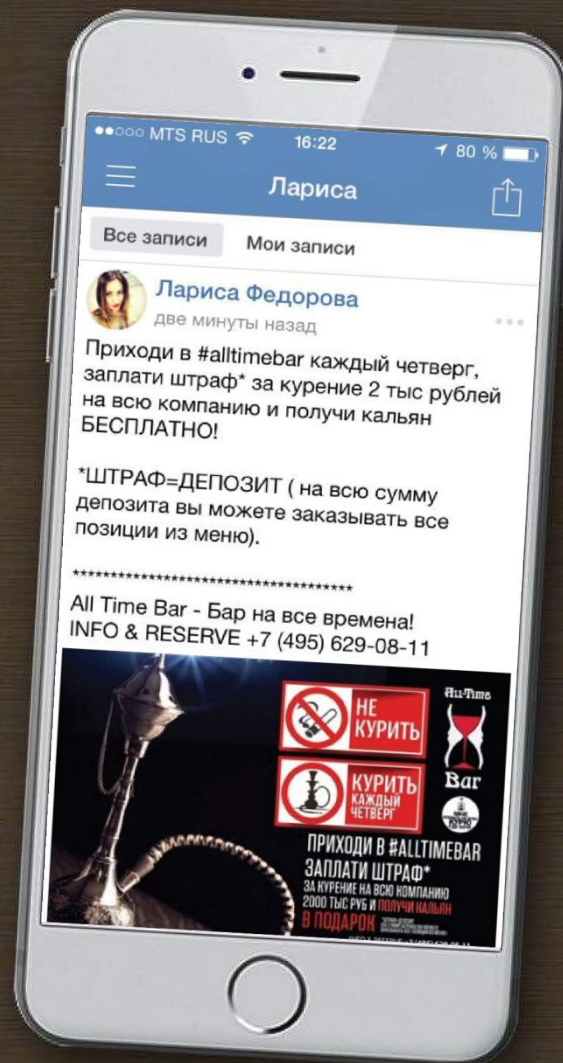 MTS RUS 16:22 80 %
Лариса
Все записи Мои записи
Лариса Федорова
две минуты назад
Приходи в #alltimebar каждый четверг,
заплати штраф* за курение 2 тыс рублей
на всю компанию и получи кальян
БЕСПЛАТНО!
*ШТРАФ=ДЕПОЗИТ ( на всю сумму
депозита вы можете заказывать все
позиции из меню).
*************************************
All Time Bar - Бар на все времена!
INFO & RESERVE +7 (495) 629-08-11
НЕ
КУРИТЬ
КУРИТЬ
КАЖДЫЙ
ЧЕТВЕРГ
All-Time
Bar
ПРИХОДИ В #ALLTIMEBAR
ЗАПЛАТИ ШТРАФ*
ЗА КУРЕНИЕ НА ВСЮ КОМПАНИЮ
2000 ТЫС РУБ И ПОЛУЧИ КАЛЬЯН
В ПОДАРОК